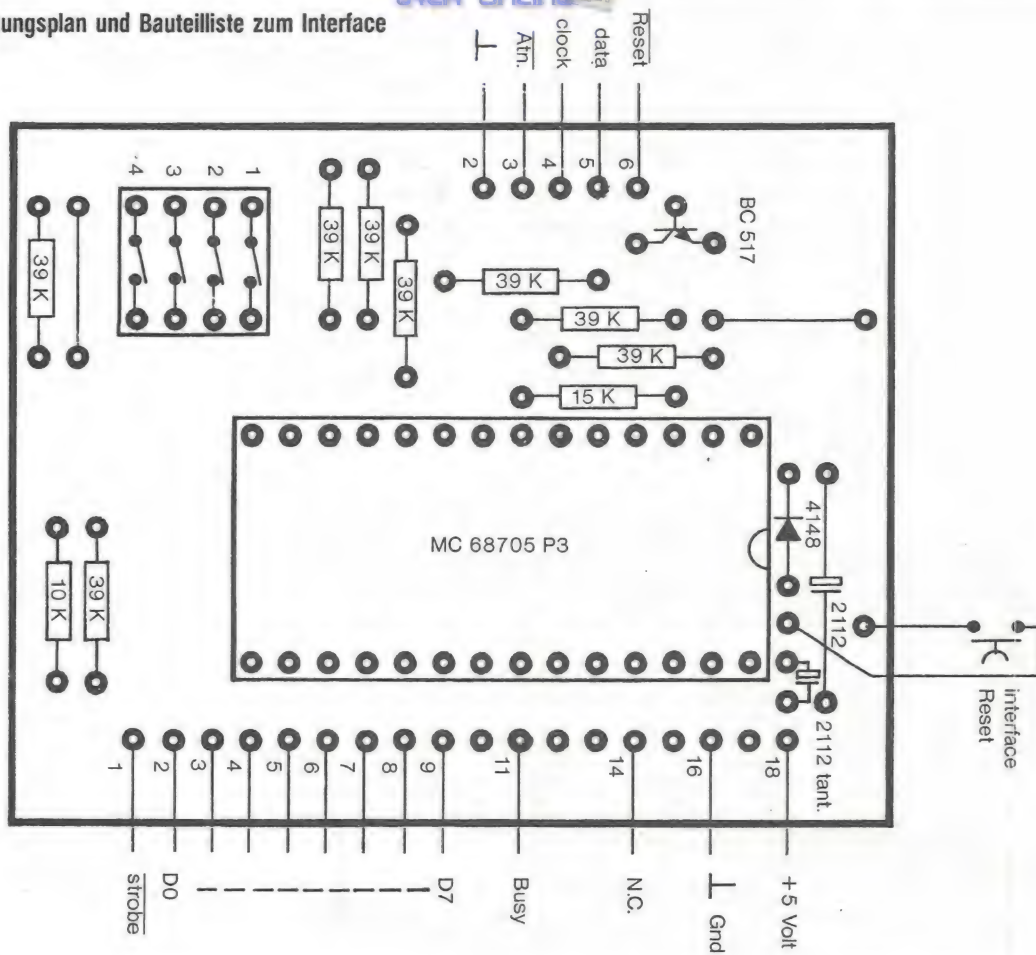 ungsplan und Bauteilliste zum Interface
Reset
data
clock
Atn.
6
5
4
3
2
BC 517
1
2
3
4
39 K
39 K
39 K
39 K
39 K
39 K
39 K
15 K
MC 68705 P3
4148
2112
2112 tant.
interface
Reset
10 K
39 K
1
2
3
4
5
6
7
8
9
11
14
16
18
strobe
D0
D7
Busy
N.C.
Gnd
+5 Volt